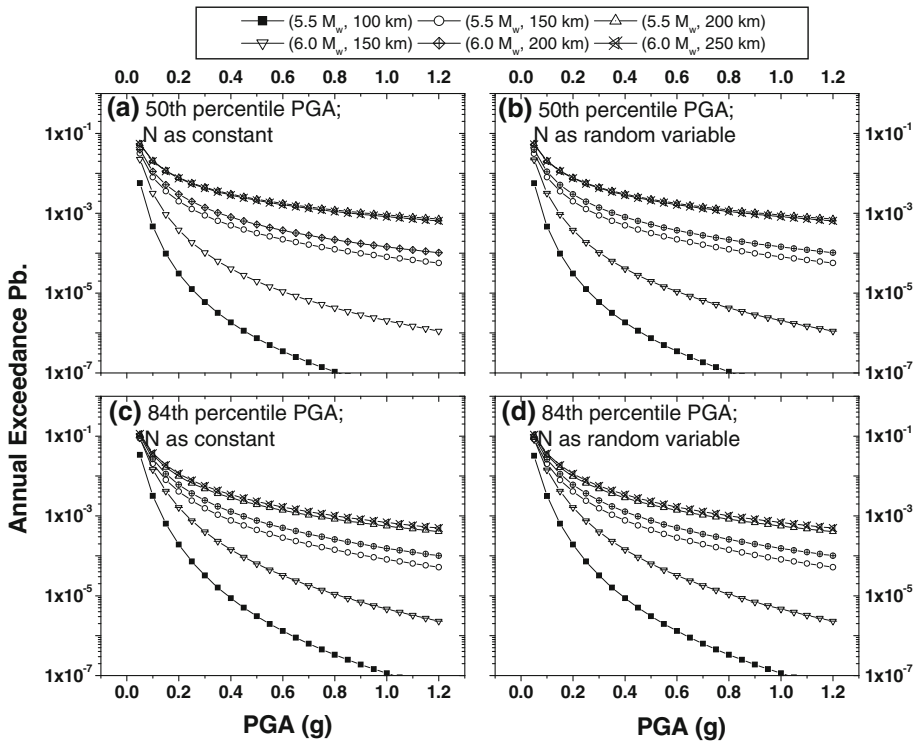 (5.5 Mw, 100 km) (5.5 Mw, 150 km) (5.5 Mw, 200 km)
(6.0 Mw, 150 km) (6.0 Mw, 200 km) (6.0 Mw, 250 km)
0.0 0.2 0.4 0.6 0.8 1.0 1.2 0.0 0.2 0.4 0.6 0.8 1.0 1.2
(a) 50th percentile PGA;
N as constant
(b) 50th percentile PGA;
N as random variable
1x10-1 1x10-1
1x10-3 1x10-3
1x10-5 1x10-5
1x10-7 1x10-7
(c) 84th percentile PGA;
N as constant
(d) 84th percentile PGA;
N as random variable
1x10-1 1x10-1
1x10-3 1x10-3
1x10-5 1x10-5
1x10-7 1x10-7
0.0 0.2 0.4 0.6 0.8 1.0 1.2 0.0 0.2 0.4 0.6 0.8 1.0 1.2
PGA (g) PGA (g)
Annual Exceedance Pb.